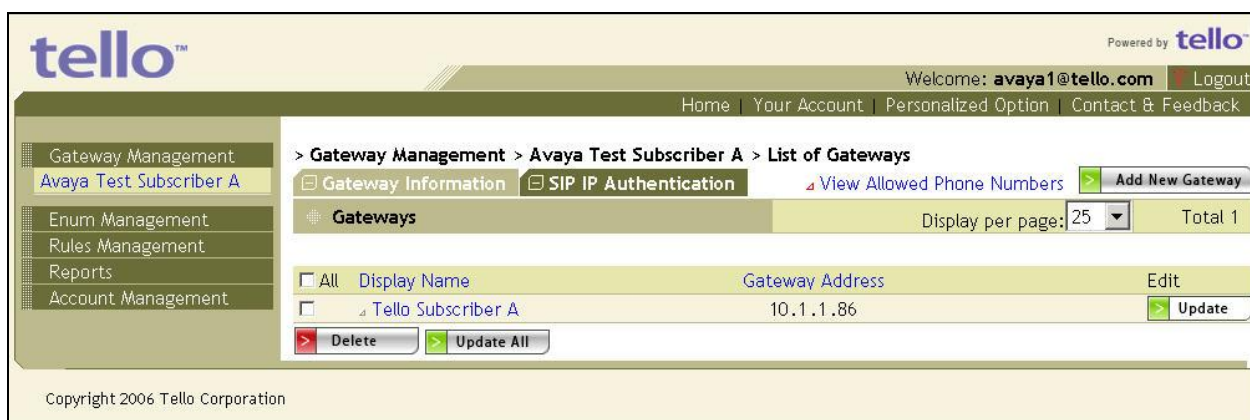 tello™
Powered by tello™
Welcome: avaya1@tello.com Logout
Home | Your Account | Personalized Option | Contact & Feedback
Gateway Management
Avaya Test Subscriber A
Enum Management
Rules Management
Reports
Account Management
> Gateway Management > Avaya Test Subscriber A > List of Gateways
Gateway Information SIP IP Authentication View Allowed Phone Numbers Add New Gateway
Gateways Display per page: 25 Total 1
All Display Name Gateway Address Edit
Tello Subscriber A 10.1.1.86 Update
Delete Update All
Copyright 2006 Tello Corporation